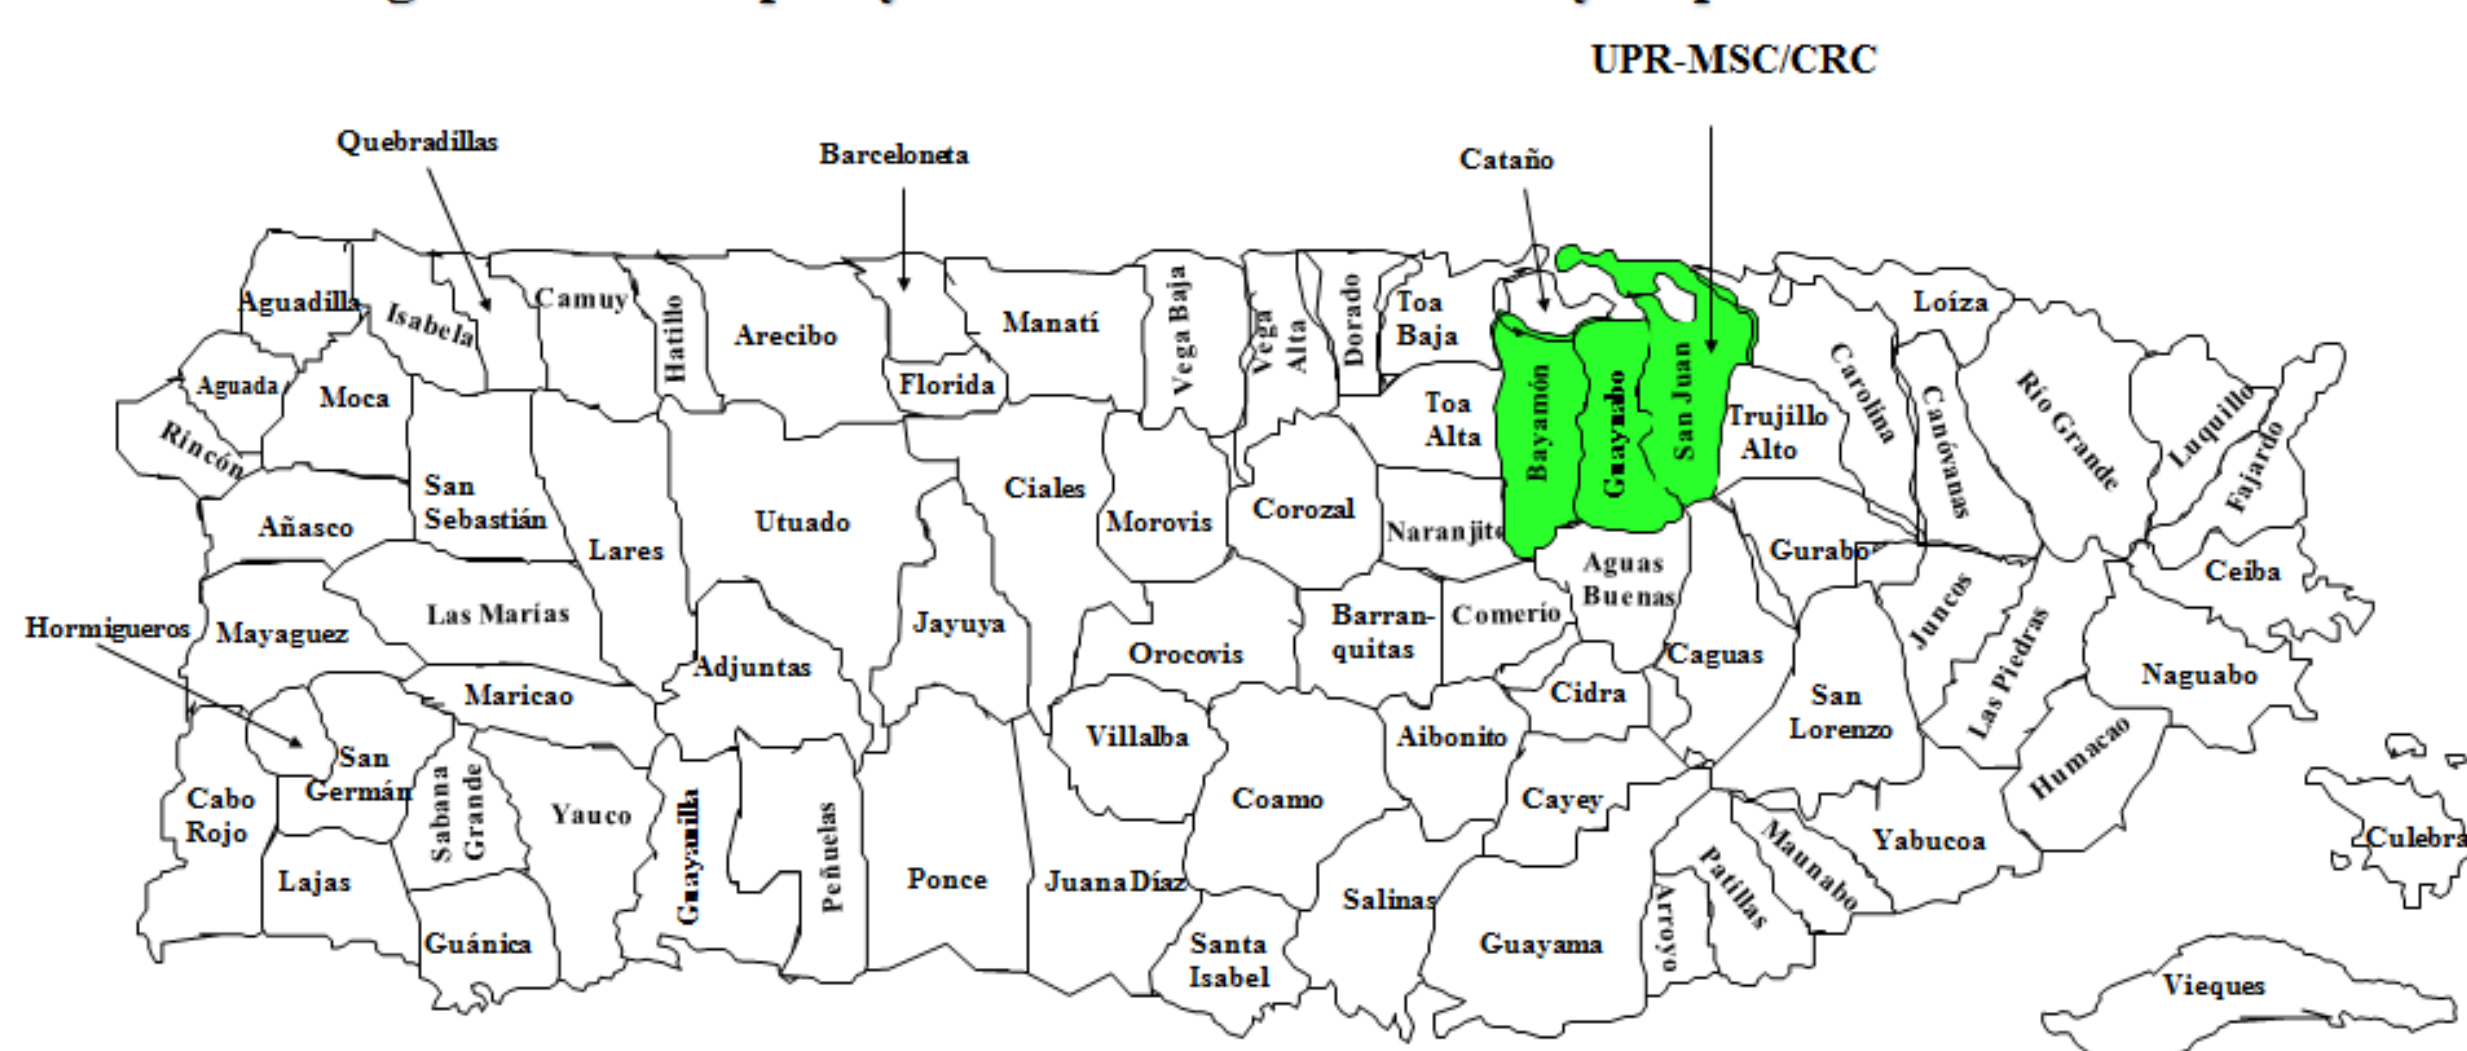 UPR-MSC/CRC
Quebradillas
Barceloneta
Cataño
Aguadilla
Isabela
Camuy
Hatillo
Arecibo
Manatí
Vega Baja
Vega
Alta
Dorado
Toa
Baja
Loíza
Aguada
Moca
Florida
Rincón
Toa
Alta
Bayamón
Guaynabo
San Juan
Trujillo
Alto
Carolina
Canóvanas
Río Grande
Luquillo
Fajardo
Añasco
San
Sebastián
Lares
Utuado
Ciales
Morovis
Corozal
Naranjito
Aguas
Buenas
Gurabo
Juncos
Las Piedras
Ceiba
Hormigueros
Mayaguez
Las Marías
Maricao
Adjuntas
Jayuya
Orocovis
Barran-
quitas
Comerío
Cidra
Caguas
San
Lorenzo
Naguabo
Humacao
Cabo
Rojo
San
Germán
Sabana
Grande
Yauco
Guayanilla
Peñuelas
Ponce
Juana Díaz
Villalba
Coamo
Aibonito
Cayey
Yabucoa
Culebra
Lajas
Guánica
Santa
Isabel
Salinas
Guayama
Arroyo
Patillas
Maunabo
Vieques